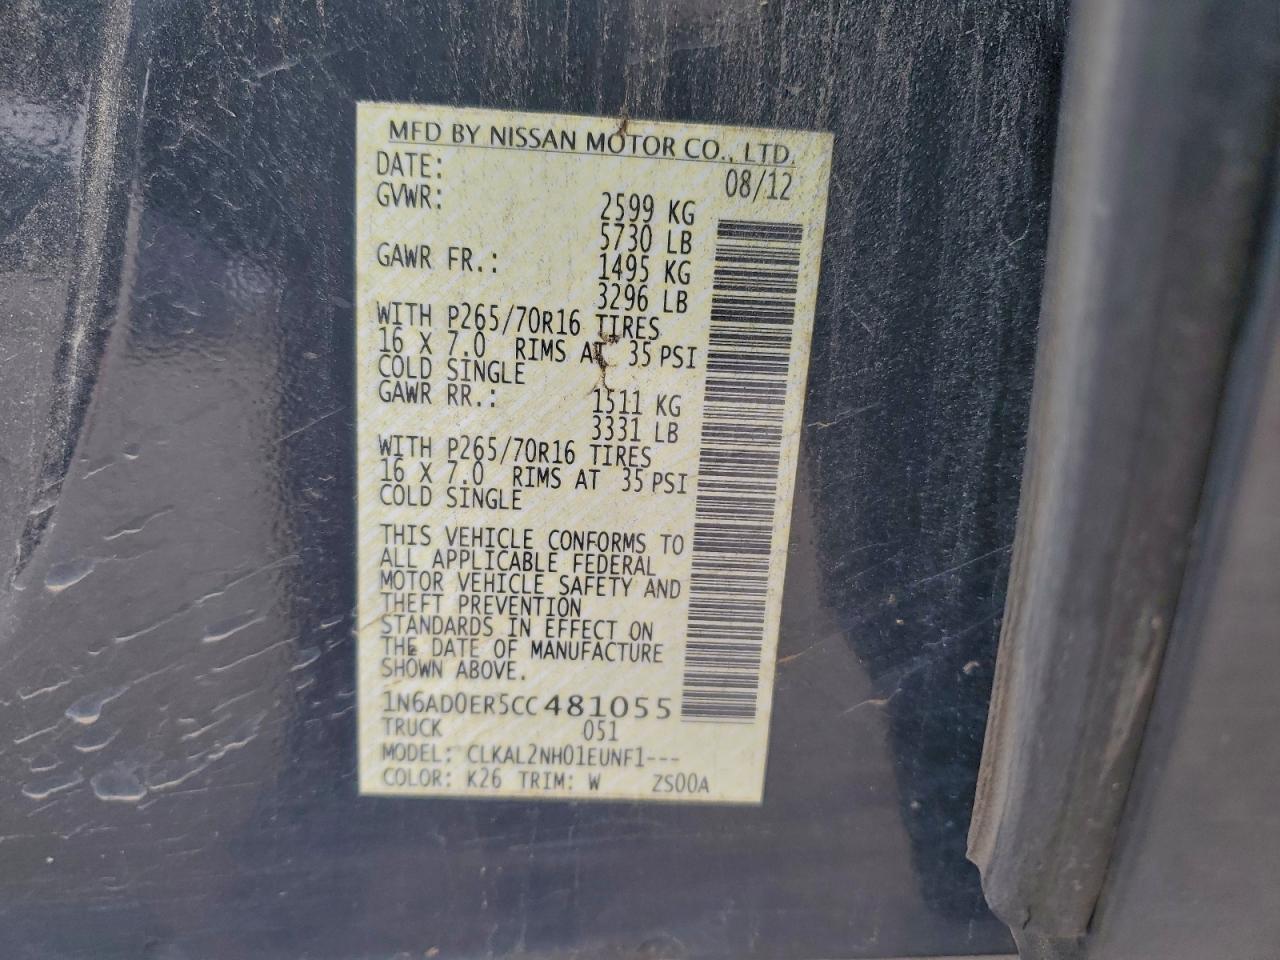 MFD BY NISSAN MOTOR CO., LTD.
DATE: 08/12
GVWR: 2599 KG
5730 LB
GAWR FR.: 1495 KG
3296 LB
WITH P265/70R16 TIRES
16 X 7.0 RIMS AT 35 PSI
COLD SINGLE
GAWR RR.: 1511 KG
3331 LB
WITH P265/70R16 TIRES
16 X 7.0 RIMS AT 35 PSI
COLD SINGLE
THIS VEHICLE CONFORMS TO
ALL APPLICABLE FEDERAL
MOTOR VEHICLE SAFETY AND
THEFT PREVENTION
STANDARDS IN EFFECT ON
THE DATE OF MANUFACTURE
SHOWN ABOVE.
1N6AD0ER5CC481055
TRUCK 051
MODEL: CLKAL2NH01EUNF1---
COLOR: K26 TRIM: W ZS00A